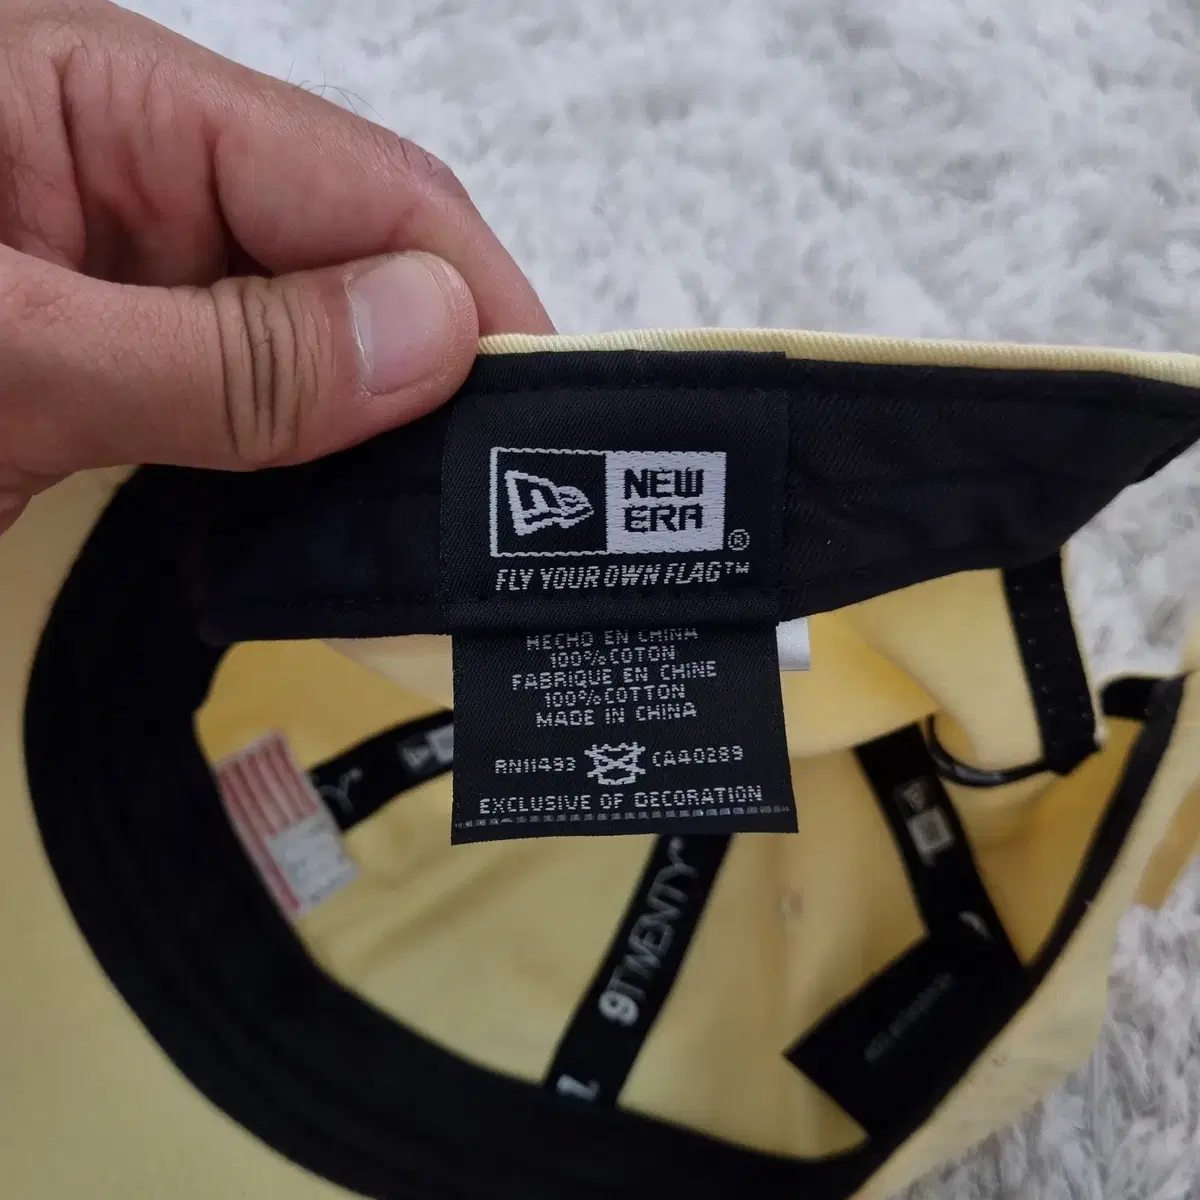 NEW
ERA
®
FLY YOUR OWN FLAG™
HECHO EN CHINA
100% COTON
FABRIQUE EN CHINE
100% COTTON
MADE IN CHINA
RN11493 CA40289
EXCLUSIVE OF DECORATION
9TWENTY